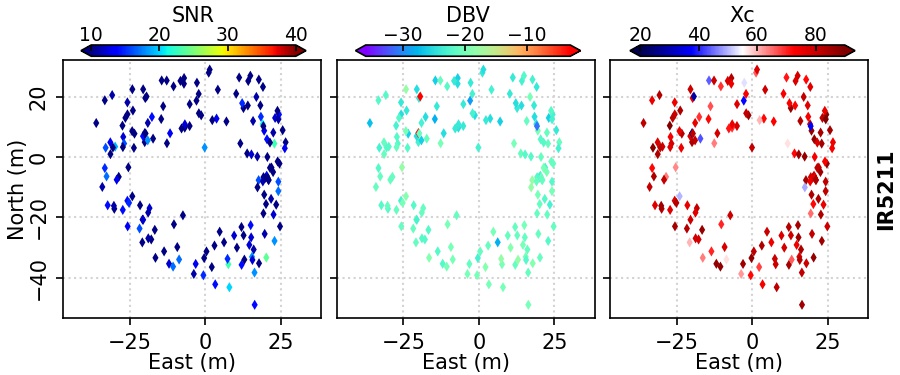 SNR DBV Xc
10 20 30 40 −30 −20 −10 20 40 60 80
North (m)
20
0
−20
−40
−25 0 25 −25 0 25 −25 0 25
East (m) East (m) East (m)
IR5211